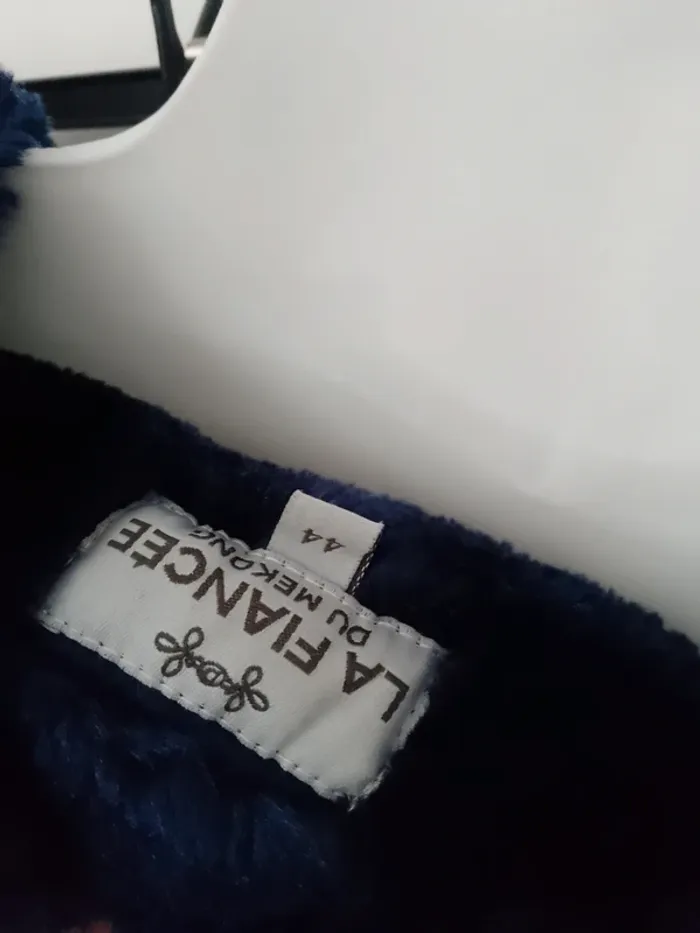 LA FIANCÉE
DU MEKONG
44